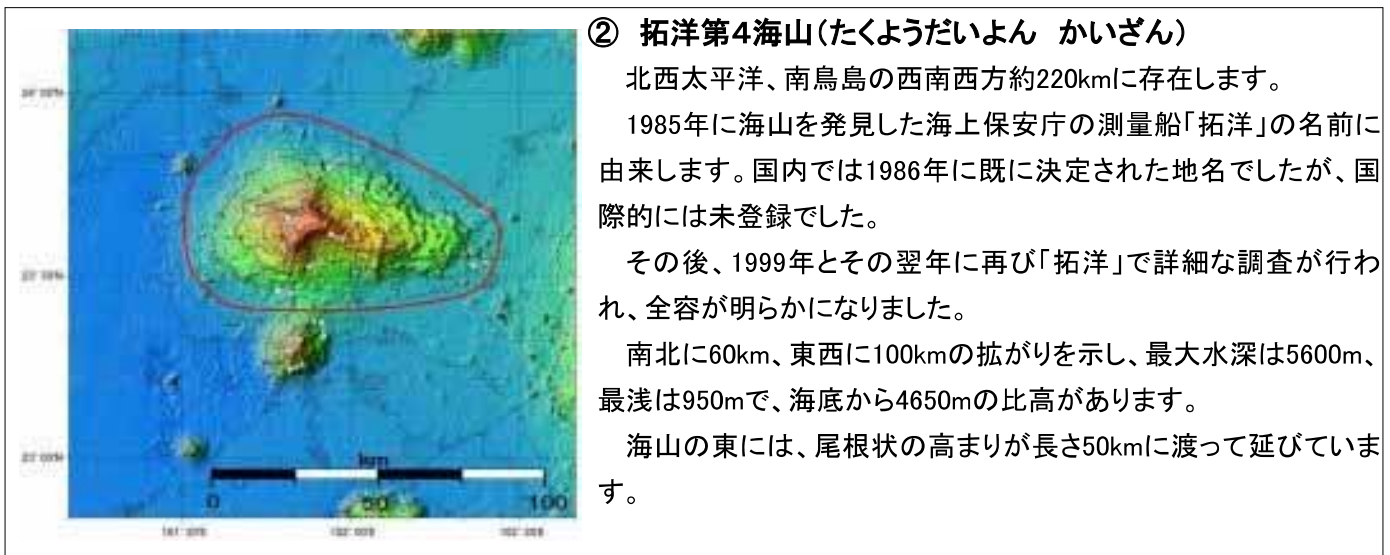 ② 拓洋第4海山(たくようだいよん かいざん)
北西太平洋、南鳥島の西南西方約220kmに存在します。
1985年に海山を発見した海上保安庁の測量船「拓洋」の名前に
由来します。国内では1986年に既に決定された地名でしたが、国
際的には未登録でした。
その後、1999年とその翌年に再び「拓洋」で詳細な調査が行わ
れ、全容が明らかになりました。
南北に60km、東西に100kmの拡がりを示し、最大水深は5600m、
最浅は950mで、海底から4650mの比高があります。
海山の東には、尾根状の高まりが長さ50kmに渡って延びていま
す。
km
0 50 100